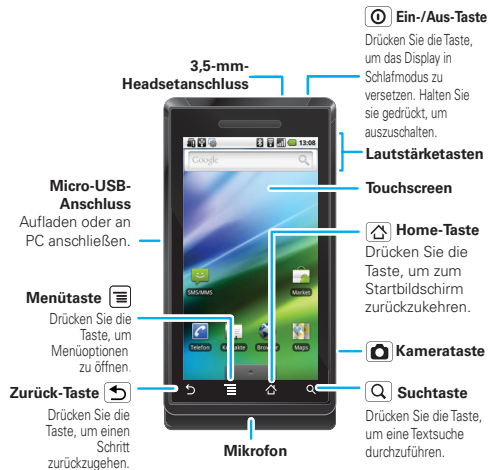 Ein-/Aus-Taste
Drücken Sie die Taste,
um das Display in
Schlafmodus zu
versetzen. Halten Sie
sie gedrückt, um
auszuschalten.
3,5-mm-
Headsetanschluss
13:08
Google
Lautstärketasten
Micro-USB-
Anschluss
Aufladen oder an
PC anschließen.
Touchscreen
Home-Taste
Drücken Sie die
Taste, um zum
Startbildschirm
zurückzukehren.
SMS/MMS
Market
Menütaste
Drücken Sie die
Taste, um
Menüoptionen
zu öffnen.
Telefon
Kontakte
Browser
Maps
Kamerataste
Zurück-Taste
Drücken Sie die
Taste, um einen
Schritt
zurückzugehen.
Mikrofon
Suchtaste
Drücken Sie die Taste,
um eine Textsuche
durchzuführen.